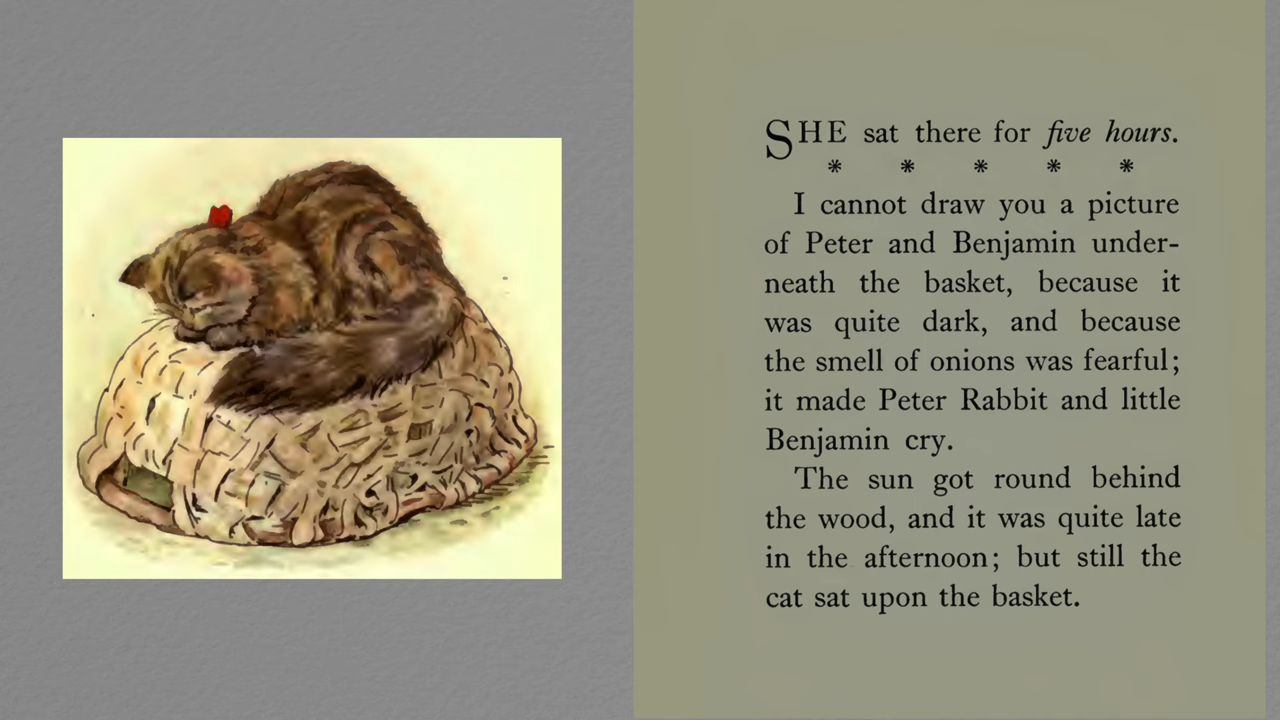 SHE sat there for five hours.
* * * * *
I cannot draw you a picture
of Peter and Benjamin under-
neath the basket, because it
was quite dark, and because
the smell of onions was fearful;
it made Peter Rabbit and little
Benjamin cry.
The sun got round behind
the wood, and it was quite late
in the afternoon; but still the
cat sat upon the basket.